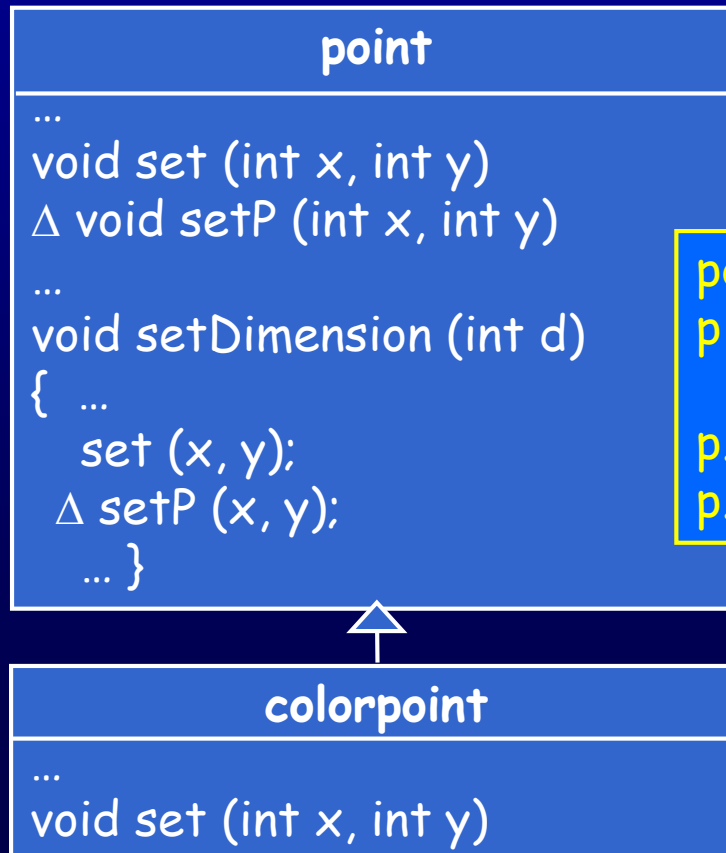 point
…
void set (int x, int y)
Δ void setP (int x, int y)
…
void setDimension (int d)
{ …
set (x, y);
Δ setP (x, y);
… }
p
p.
p.
colorpoint
…
void set (int x, int y)